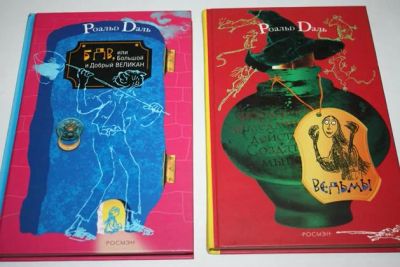 Роальд Даль
БДВ, или
Большой
и Добрый ВЕЛИКАН
РОСМЭН
Роальд Даль
ВЕДЬМЫ
РОСМЭН